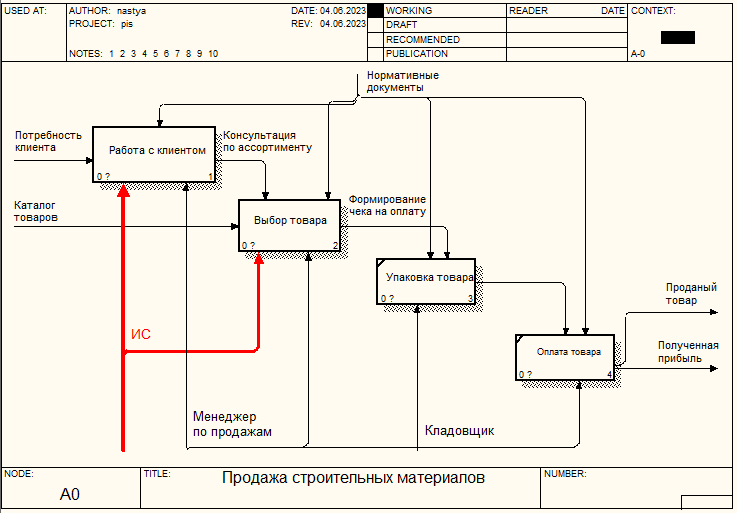 USED AT:
AUTHOR: nastya
DATE: 04.06.2023
WORKING
READER
DATE
CONTEXT:
PROJECT: pis
REV: 04.06.2023
DRAFT
RECOMMENDED
NOTES: 1 2 3 4 5 6 7 8 9 10
PUBLICATION
A-0
Нормативные
документы
Потребность
клиента
Работа с клиентом
0 ?
1
Консультация
по ассортименту
Каталог
товаров
Выбор товара
0 ?
2
Формирование
чека на оплату
Упаковка товара
0 ?
3
Проданый
товар
Оплата товара
0 ?
4
Полученная
прибыль
ИС
Менеджер
по продажам
Кладовщик
NODE:
A0
TITLE:
Продажа строительных материалов
NUMBER: